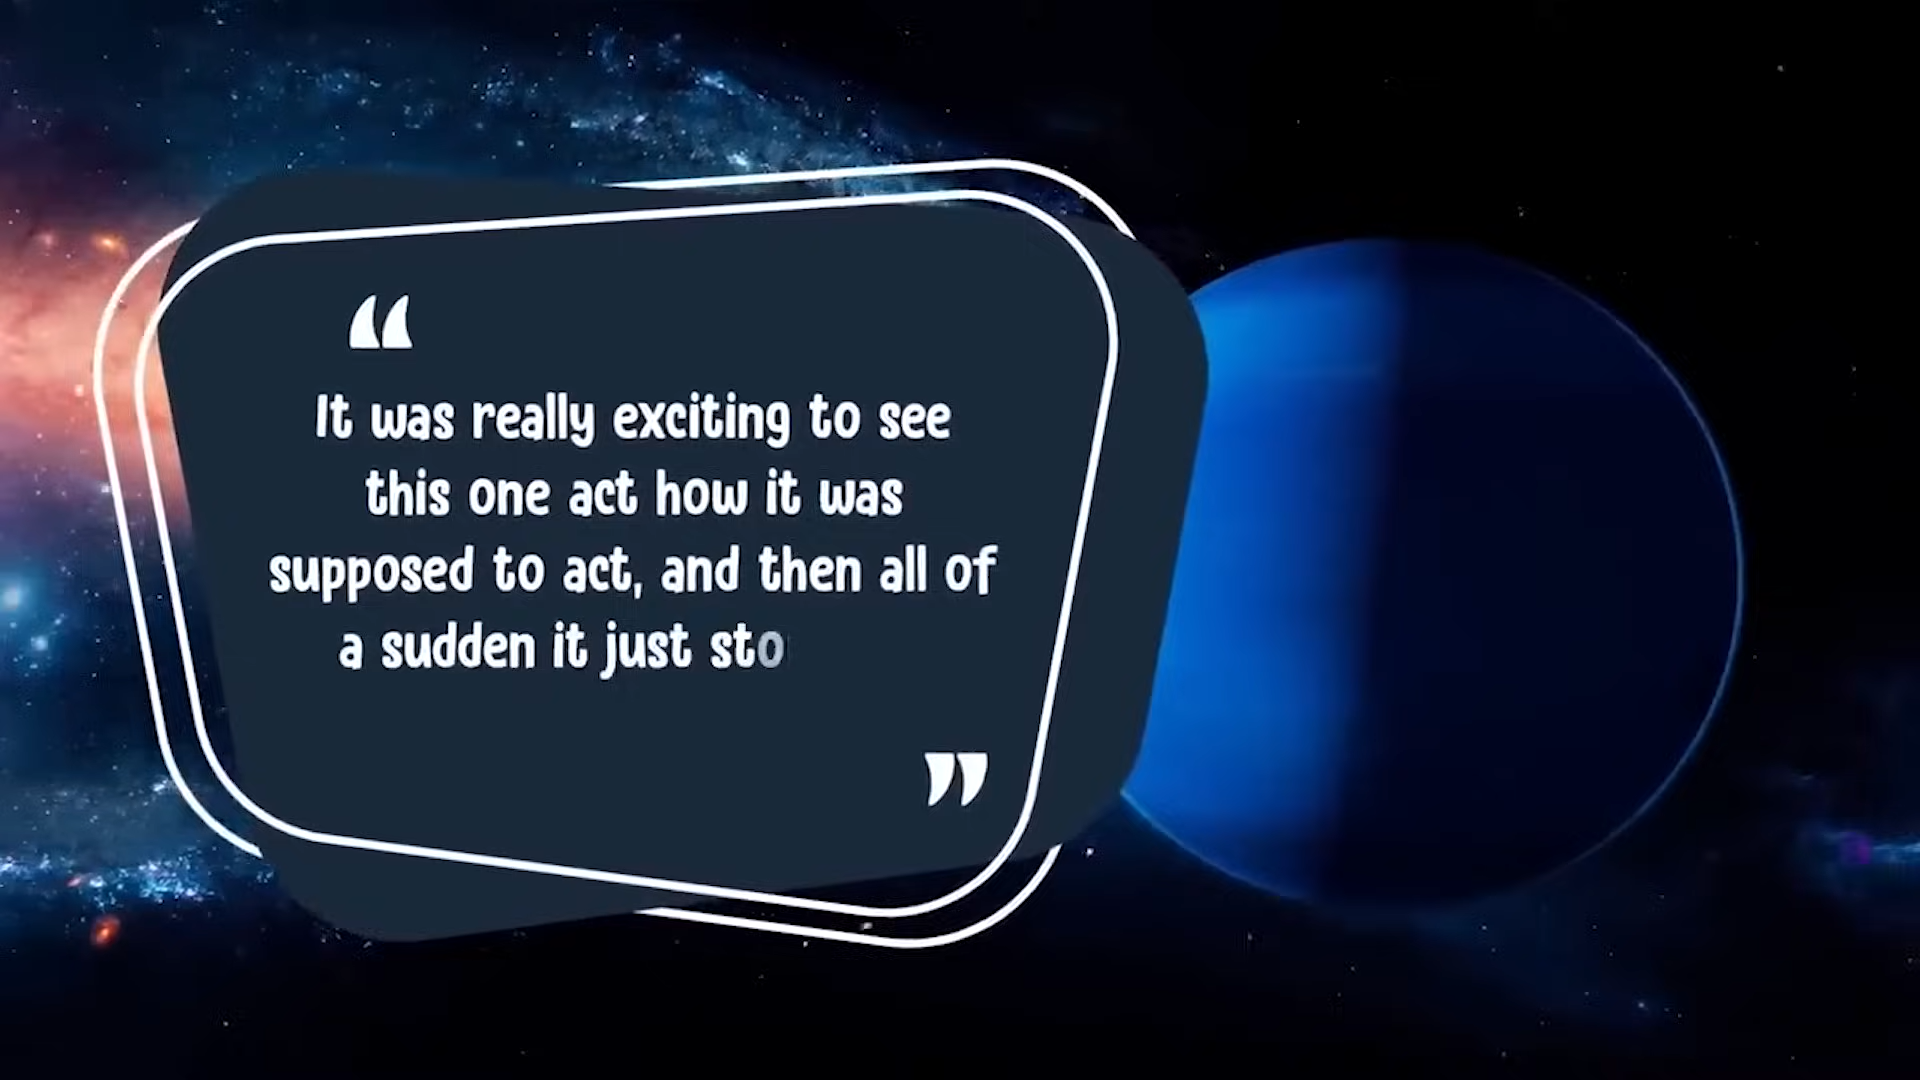 “
It was really exciting to see
this one act how it was
supposed to act, and then all of
a sudden it just sto
”